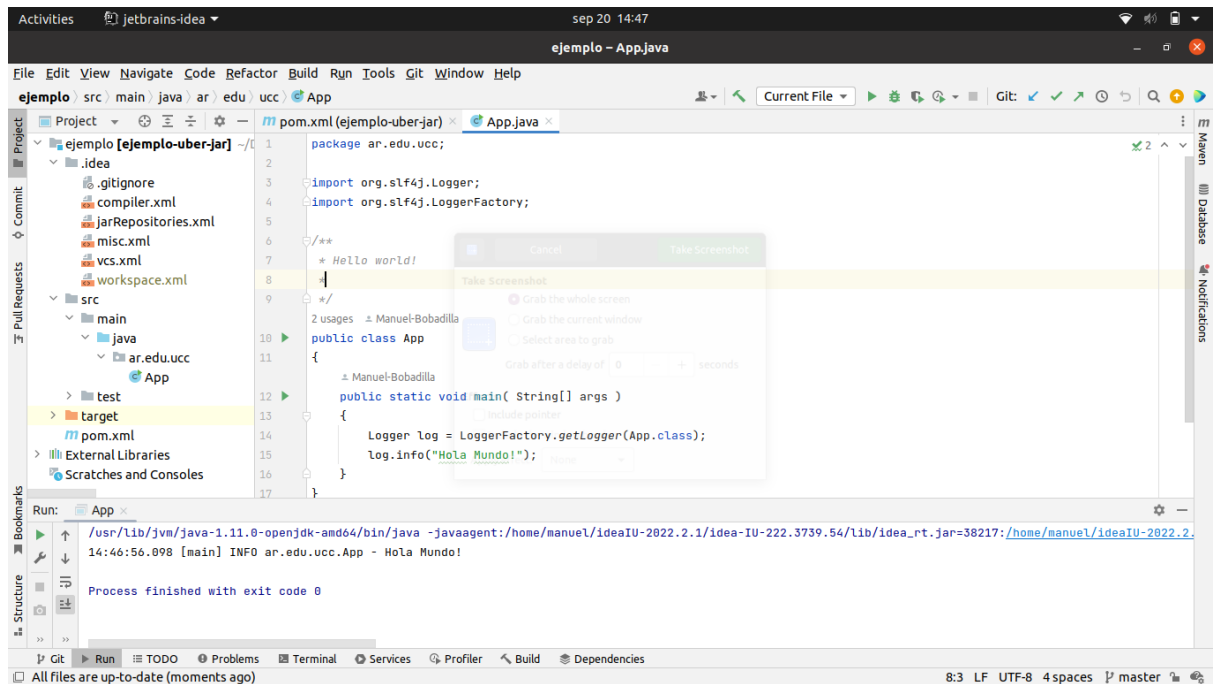 Activities jetbrains-idea sep 20 14:47
ejemplo – App.java
File Edit View Navigate Code Refactor Build Run Tools Git Window Help
ejemplo src main java ar edu ucc App Current File Git:
Project pom.xml (ejemplo-uber-jar) App.java
ejemplo [ejemplo-uber-jar] 1 package ar.edu.ucc; 2
.idea 2
.gitignore 3 import org.slf4j.Logger;
compiler.xml 4 import org.slf4j.LoggerFactory;
jarRepositories.xml 5
misc.xml 6 /**
vcs.xml 7 * Hello world!
workspace.xml 8 *
src 9 */
main 2 usages Manuel-Bobadilla
java 10 public class App
ar.edu.ucc 11 {
App Manuel-Bobadilla
test 12 public static void main( String[] args )
target 13 {
pom.xml 14 Logger log = LoggerFactory.getLogger(App.class);
External Libraries 15 log.info("Hola Mundo!");
Scratches and Consoles 16 }
17 }
Cancel Take Screenshot
Take Screenshot
Grab the whole screen
Grab the current window
Select area to grab
Grab after a delay of 0 + seconds
Include pointer
None
Project
Commit
Pull Requests
Bookmarks
Structure
Maven
Database
Notifications
Run: App
/usr/lib/jvm/java-1.11.0-openjdk-amd64/bin/java -javaagent:/home/manuel/ideaIU-2022.2.1/idea-IU-222.3739.54/lib/idea_rt.jar=38217:/home/manuel/ideaIU-2022.2.
14:46:56.098 [main] INFO ar.edu.ucc.App - Hola Mundo!
Process finished with exit code 0
Git Run TODO Problems Terminal Services Profiler Build Dependencies
All files are up-to-date (moments ago) 8:3 LF UTF-8 4 spaces master